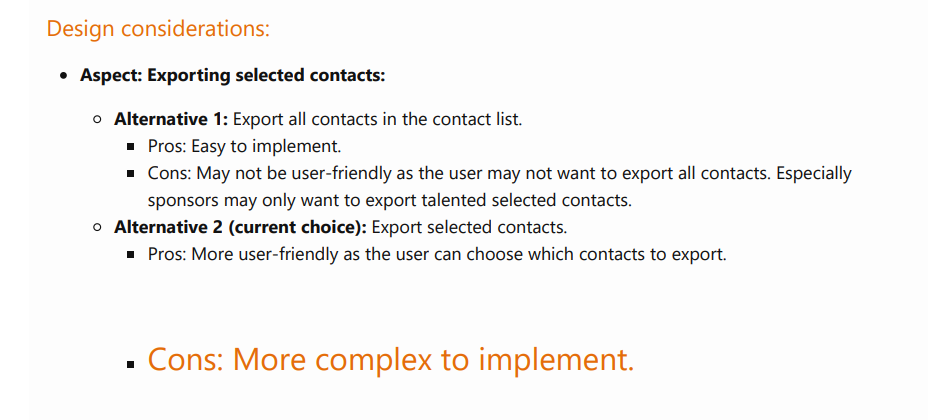 Design considerations:
Aspect: Exporting selected contacts:
Alternative 1: Export all contacts in the contact list.
Pros: Easy to implement.
Cons: May not be user-friendly as the user may not want to export all contacts. Especially
sponsors may only want to export talented selected contacts.
Alternative 2 (current choice): Export selected contacts.
Pros: More user-friendly as the user can choose which contacts to export.
Cons: More complex to implement.